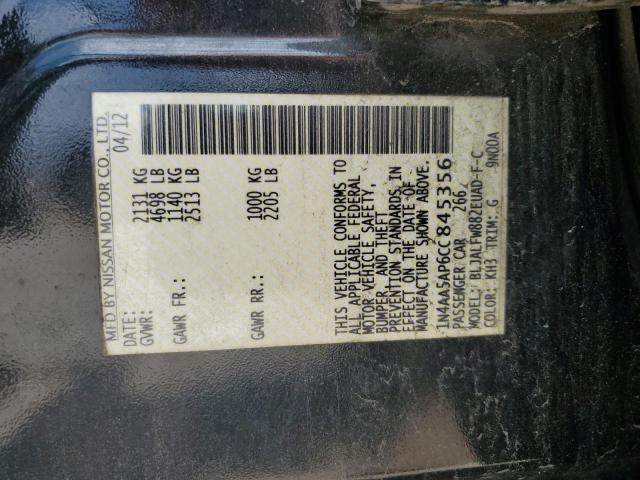 MFD BY NISSAN MOTOR CO., LTD.
DATE: 04/12
GVWR: 2131 KG
4698 LB
GAWR FR: 1140 KG
2513 LB
GAWR RR: 1000 KG
2205 LB
THIS VEHICLE CONFORMS TO
ALL APPLICABLE FEDERAL
MOTOR VEHICLE SAFETY,
BUMPER, AND THEFT
PREVENTION STANDARDS IN
EFFECT ON THE DATE OF
MANUFACTURE SHOWN ABOVE.
1N4AA5AP6CC845356
PASSENGER CAR 266
MODEL: BLJALFW882EUAD-F-C
COLOR: KH3 TRIM: G 9N00A